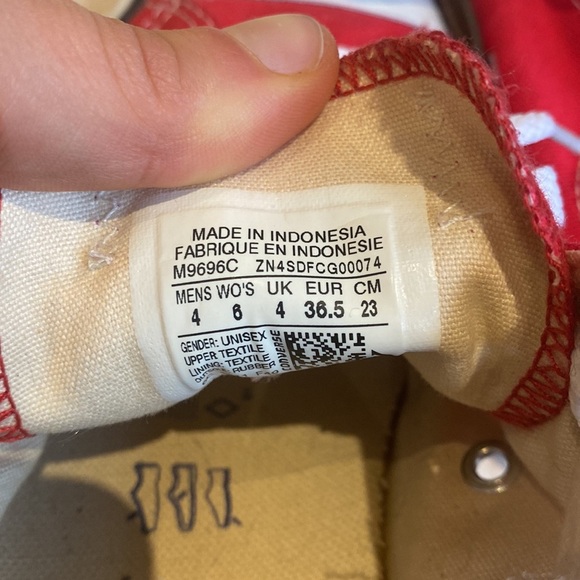 MADE IN INDONESIA
FABRIQUE EN INDONESIE
M9696C ZN4SDFCG00074
MENS WO'S UK EUR CM
4 6 4 36.5 23
GENDER: UNISEX
UPPER: TEXTILE
LINING: TEXTILE
RUBBER
CONVERSE